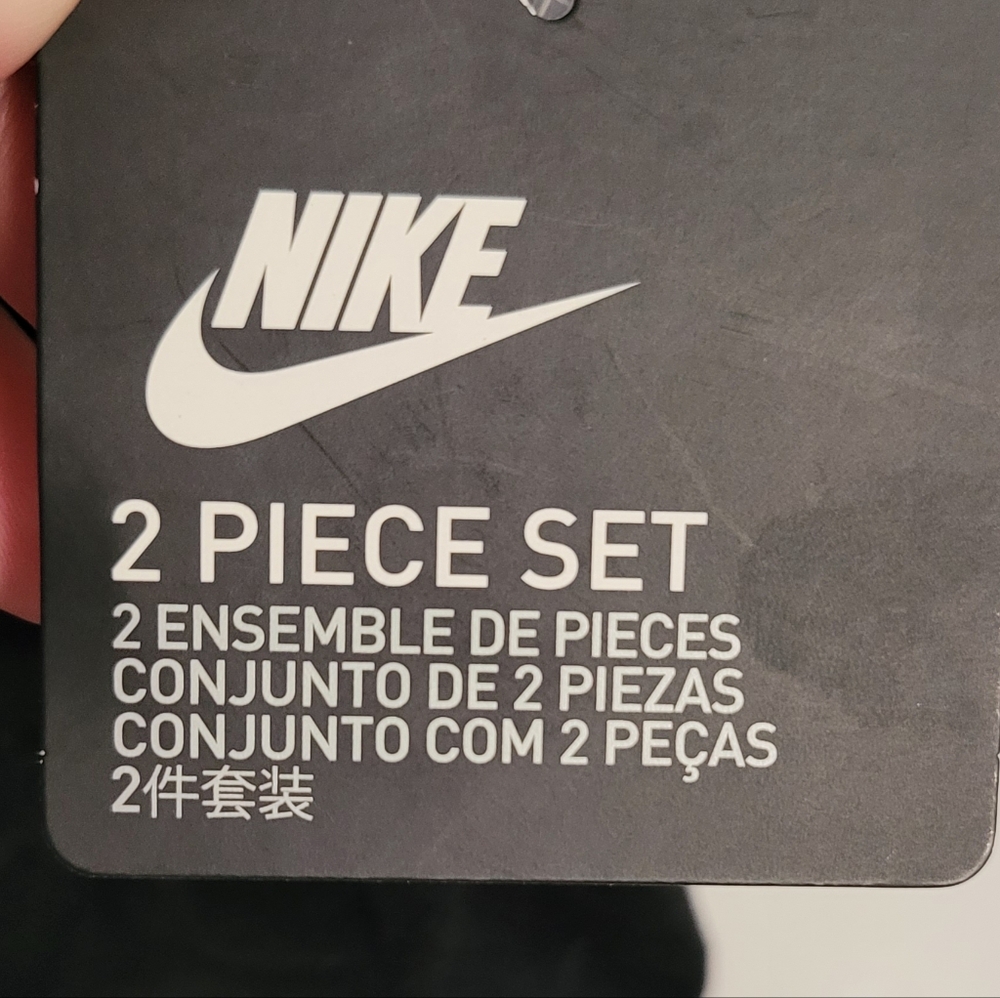 NIKE
2 PIECE SET
2 ENSEMBLE DE PIECES
CONJUNTO DE 2 PIEZAS
CONJUNTO COM 2 PEÇAS
2件套装